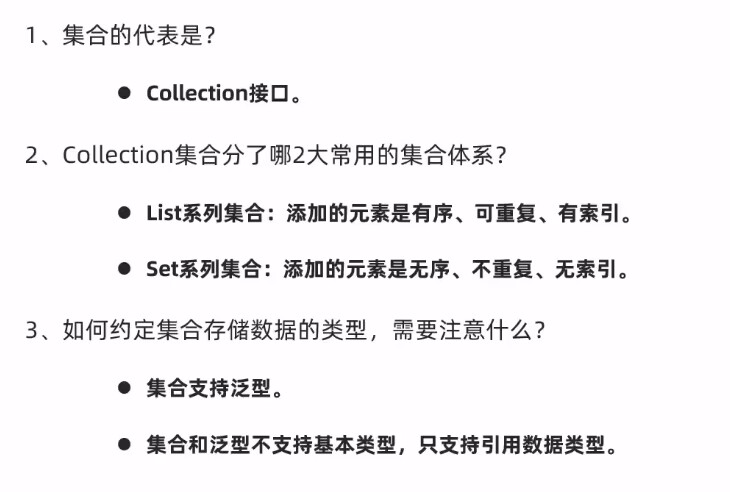 1、集合的代表是？
● Collection接口。
2、Collection集合分了哪2大常用的集合体系？
● List系列集合：添加的元素是有序、可重复、有索引。
● Set系列集合：添加的元素是无序、不重复、无索引。
3、如何约定集合存储数据的类型，需要注意什么？
● 集合支持泛型。
● 集合和泛型不支持基本类型，只支持引用数据类型。